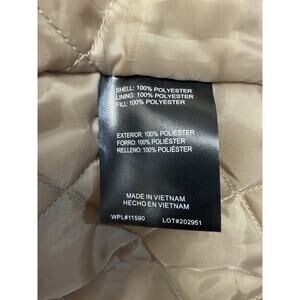 SHELL: 100% POLYESTER
LINING: 100% POLYESTER
FILL: 100% POLYESTER
EXTERIOR: 100% POLIÉSTER
FORRO: 100% POLIÉSTER
RELLENO: 100% POLIÉSTER
MADE IN VIETNAM
HECHO EN VIETNAM
WPL#11590 LOT#202951